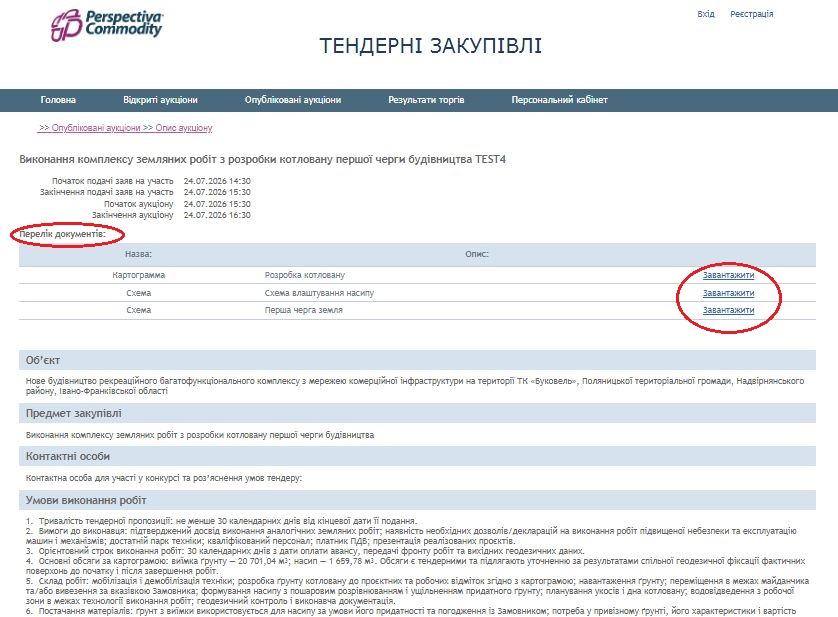 Perspectiva
Commodity
Вхід Реєстрація
ТЕНДЕРНІ ЗАКУПІВЛІ
Головна Відкриті аукціони Опубліковані аукціони Результати торгів Персональний кабінет
>> Опубліковані аукціони >> Опис аукціону
Виконання комплексу земляних робіт з розробки котловану першої черги будівництва TEST4
Початок подачі заяв на участь 24.07.2026 14:30
Закінчення подачі заяв на участь 24.07.2026 15:30
Початок аукціону 24.07.2026 15:30
Закінчення аукціону 24.07.2026 16:30
Перелік документів:
Назва: Опис:
Картограмма Розробка котловану Завантажити
Схема Схема влаштування насипу Завантажити
Схема Перша черга земля Завантажити
Об'єкт
Нове будівництво рекреаційного багатофункціонального комплексу з мережею комерційної інфраструктури на території ТК «Буковель», Поляницької територіальної громади, Надвірнянського
району, Івано-Франківської області
Предмет закупівлі
Виконання комплексу земляних робіт з розробки котловану першої черги будівництва
Контактні особи
Контактна особа для участі у конкурсі та роз'яснення умов тендеру:
Умови виконання робіт
1. Тривалість тендерної пропозиції: не менше 30 календарних днів від кінцевої дати її подання.
2. Вимоги до виконавця: підтверджений досвід виконання аналогічних земляних робіт; наявність необхідних дозволів/декларацій на виконання робіт підвищеної небезпеки та експлуатацію
машин і механізмів; достатній парк техніки; кваліфікований персонал; платник ПДВ; презентація реалізованих проєктів.
3. Орієнтовний строк виконання робіт: 30 календарних днів з дати оплати авансу, передачі фронту робіт та вихідних геодезичних даних.
4. Основні обсяги за картограмою: виїмка ґрунту — 20 701,04 м3; насип — 1 659,78 м3. Обсяги є тендерними та підлягають уточненню за результатами спільної геодезичної фіксації фактичних
поверхонь до початку і після завершення робіт.
5. Склад робіт: мобілізація і демобілізація техніки; розробка ґрунту котловану до проєктних та робочих відміток згідно з картограмою; навантаження ґрунту; переміщення в межах майданчика
та/або вивезення за вказівкою Замовника; формування насипу з пошаровим розрівнюванням і ущільненням придатного ґрунту; планування укосів і дна котловану; водовідведення з робочої
зони в межах технології виконання робіт; геодезичний контроль і виконавча документація.
6. Постачання матеріалів: ґрунт з виїмки використовується для насипу за умови його придатності та погодження із Замовником; потреба у привізному ґрунті, його характеристики і вартість